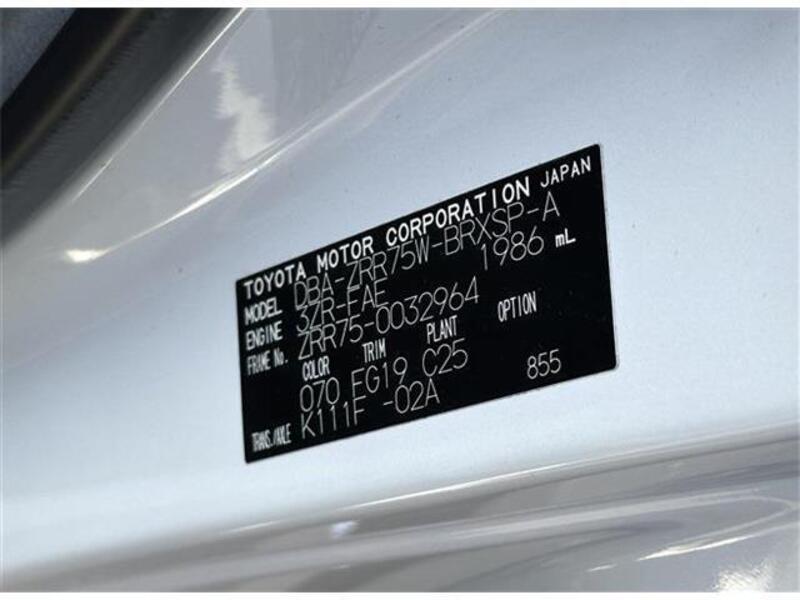 TOYOTA MOTOR CORPORATION JAPAN
MODEL DBA-ZRR75W-BRXSP-A
ENGINE 3ZR-FAE 1986 mL
FRAME No. ZRR75-0032964
COLOR TRIM PLANT OPTION
070 FG19 C25 855
TRANS./AXLE K111F -02A